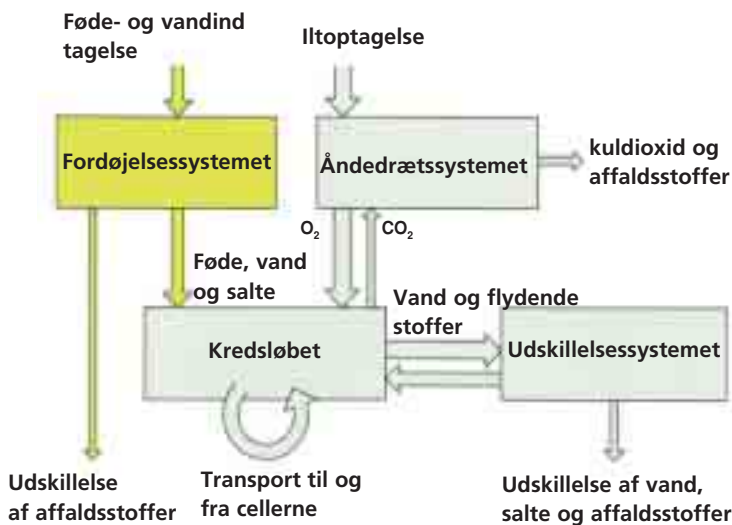 Føde- og vandind
tagelse
Iltoptagelse
Fordøjelsessystemet
Åndedrætssystemet
kuldioxid og
affaldsstoffer
O₂
CO₂
Føde, vand
og salte
Vand og flydende
stoffer
Kredsløbet
Udskillelsessystemet
Udskillelse
af affaldsstoffer
Transport til og
fra cellerne
Udskillelse af vand,
salte og affaldsstoffer